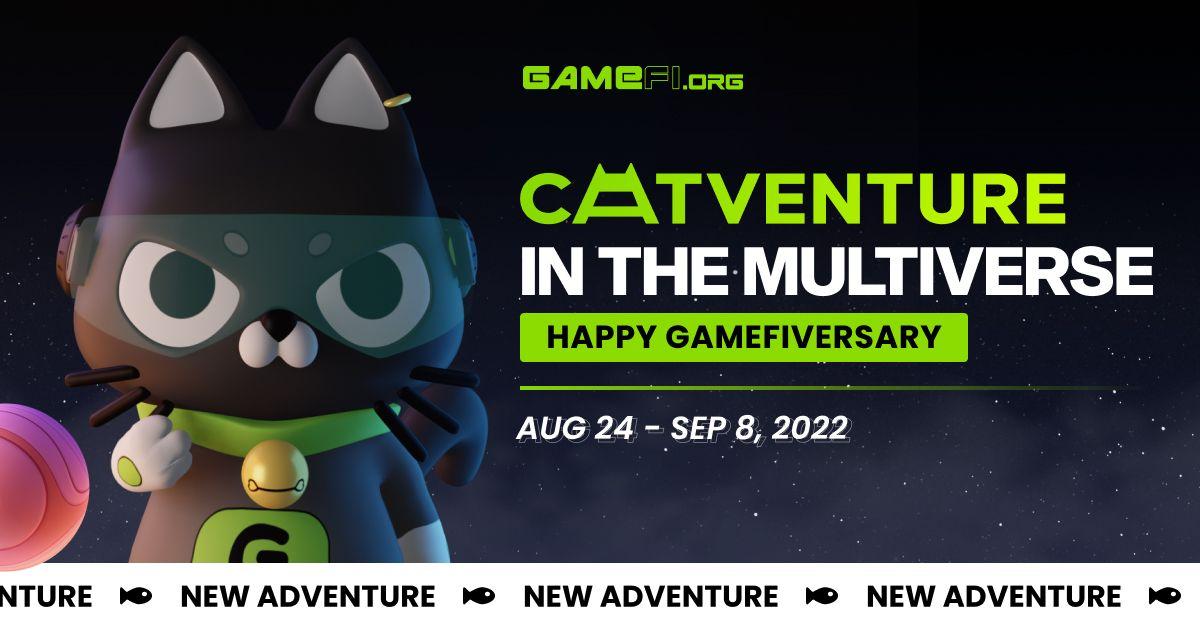 GAMEFI.ORG
CATVENTURE
IN THE MULTIVERSE
HAPPY GAMEFIVERSARY
AUG 24 - SEP 8, 2022
G
NTURE NEW ADVENTURE NEW ADVENTURE NEW ADVENTURE